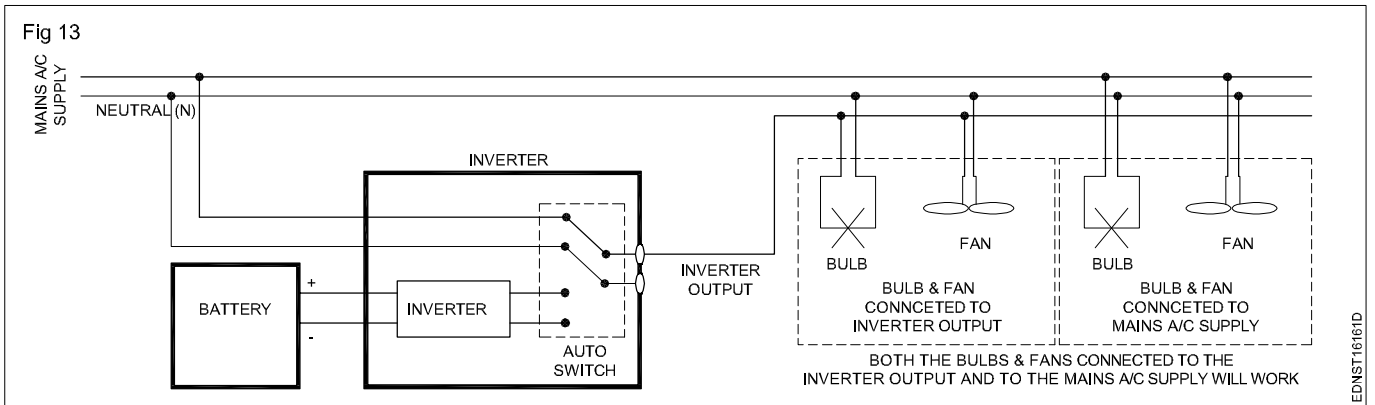 Fig 13
MAINS A/C
SUPPLY
NEUTRAL (N)
INVERTER
BATTERY
+
-
INVERTER
AUTO
SWITCH
INVERTER
OUTPUT
BULB
FAN
BULB & FAN
CONNCETED TO
INVERTER OUTPUT
BULB
FAN
BULB & FAN
CONNCETED TO
MAINS A/C SUPPLY
BOTH THE BULBS & FANS CONNECTED TO THE
INVERTER OUTPUT AND TO THE MAINS A/C SUPPLY WILL WORK
EDNST16161D